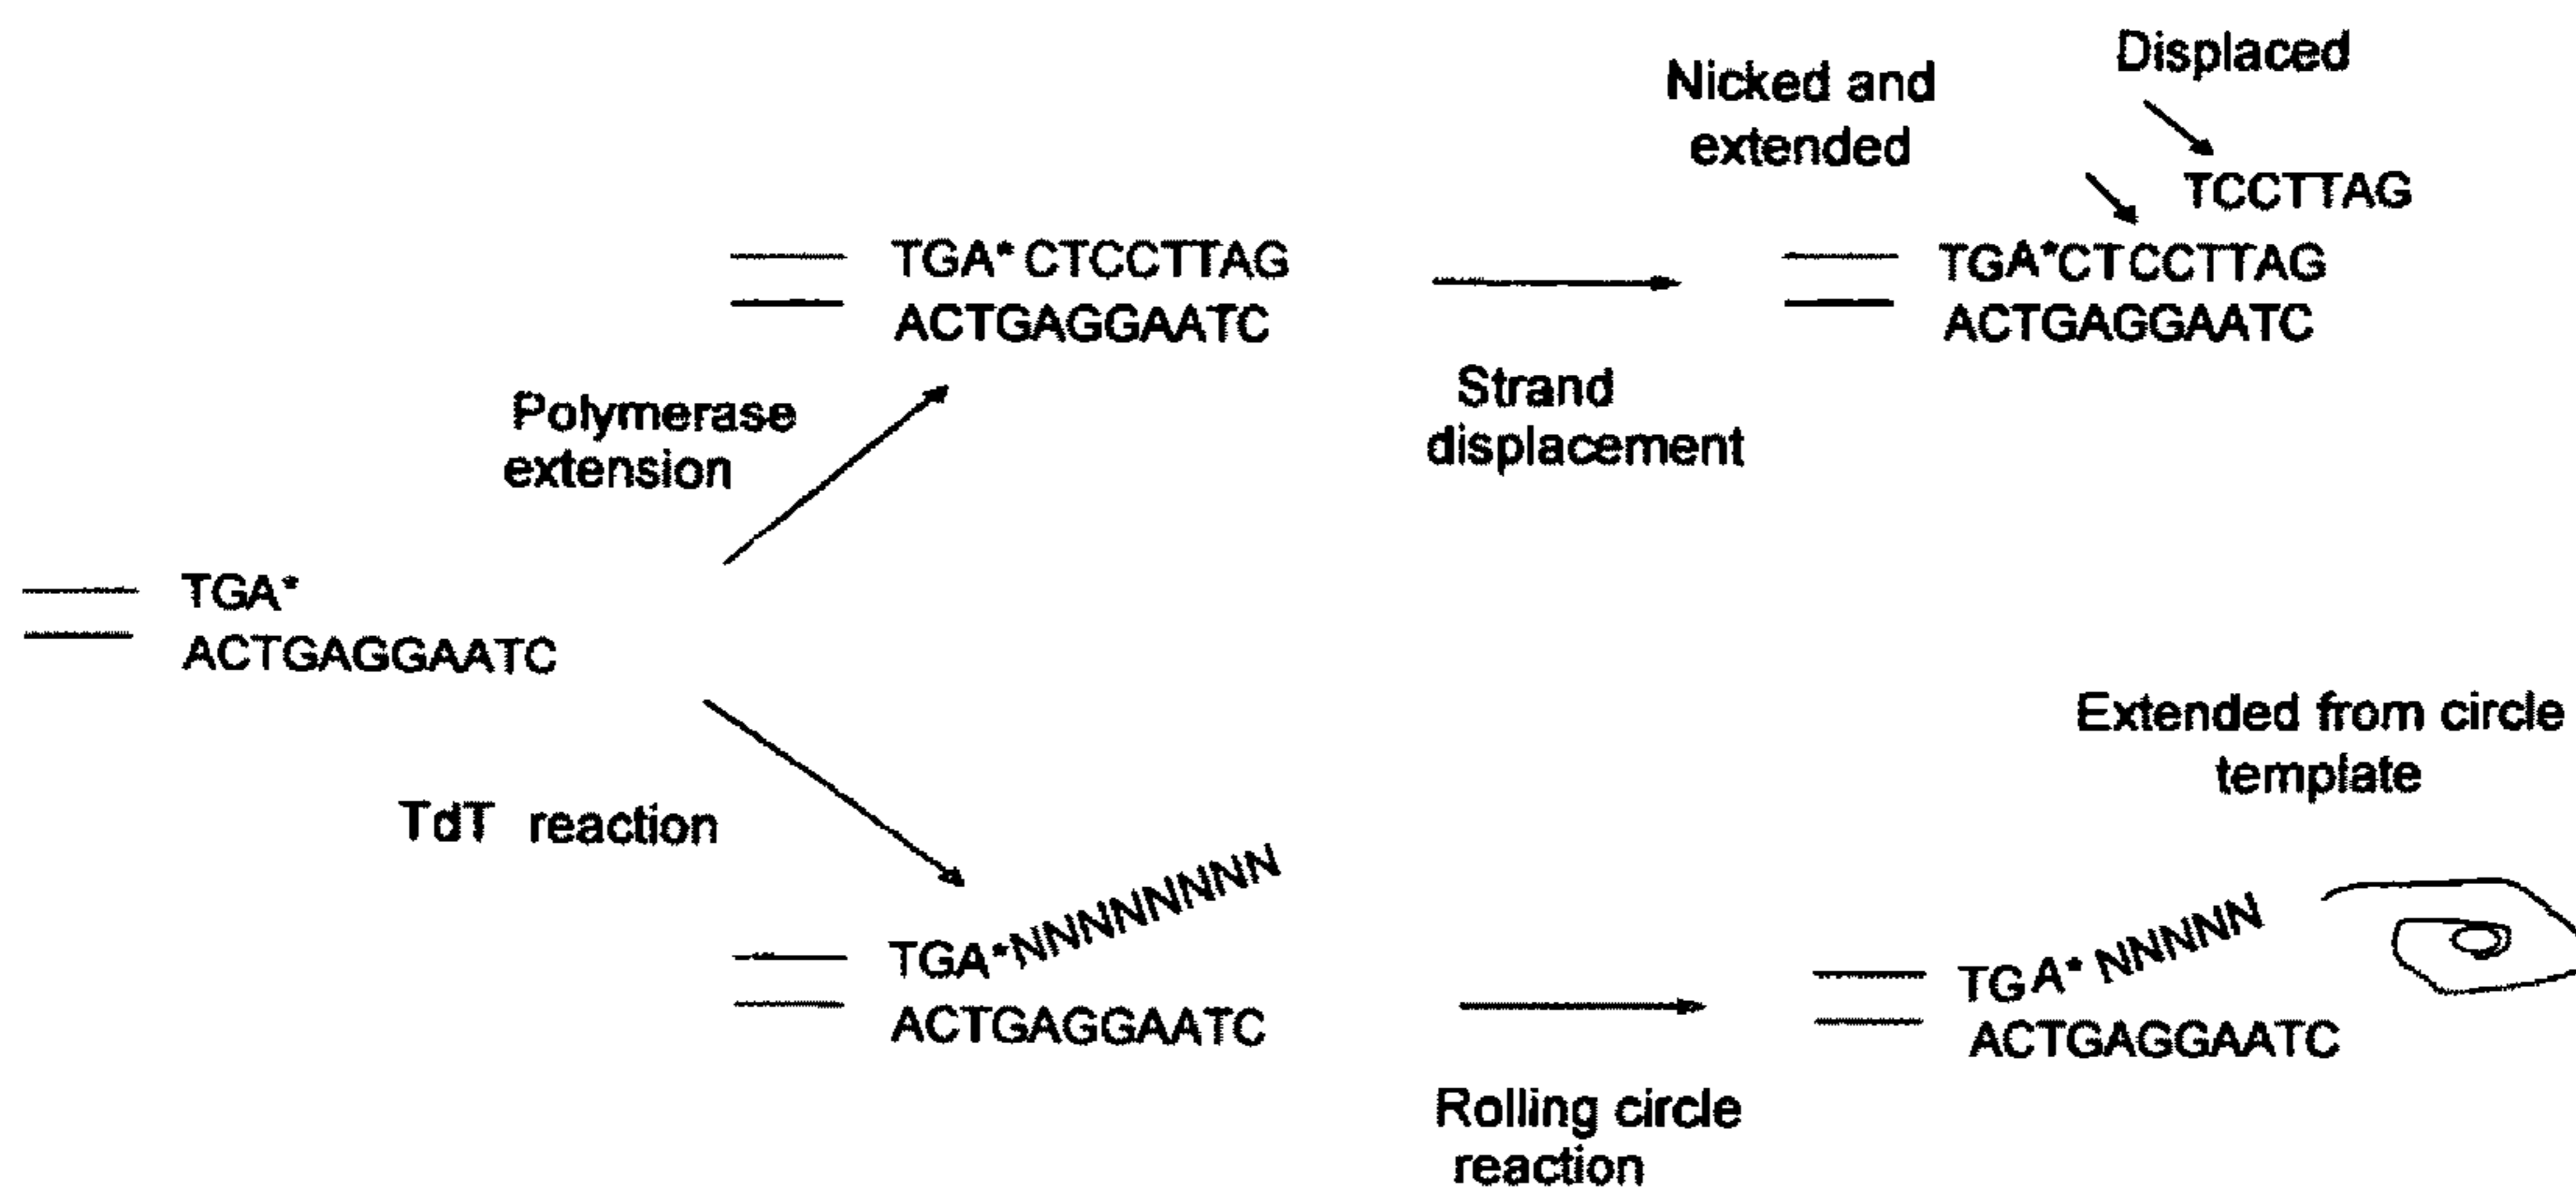 Displaced
Nicked and
extended
TCCTTAG
TGA* CTCCTTAG
ACTGAGGAATC
TGA*CTCCTTAG
ACTGAGGAATC
Polymerase
extension
Strand
displacement
TGA*
ACTGAGGAATC
Extended from circle
template
TdT reaction
TGA*NNNNNNNN
ACTGAGGAATC
TGA* NNNNN
ACTGAGGAATC
Rolling circle
reaction